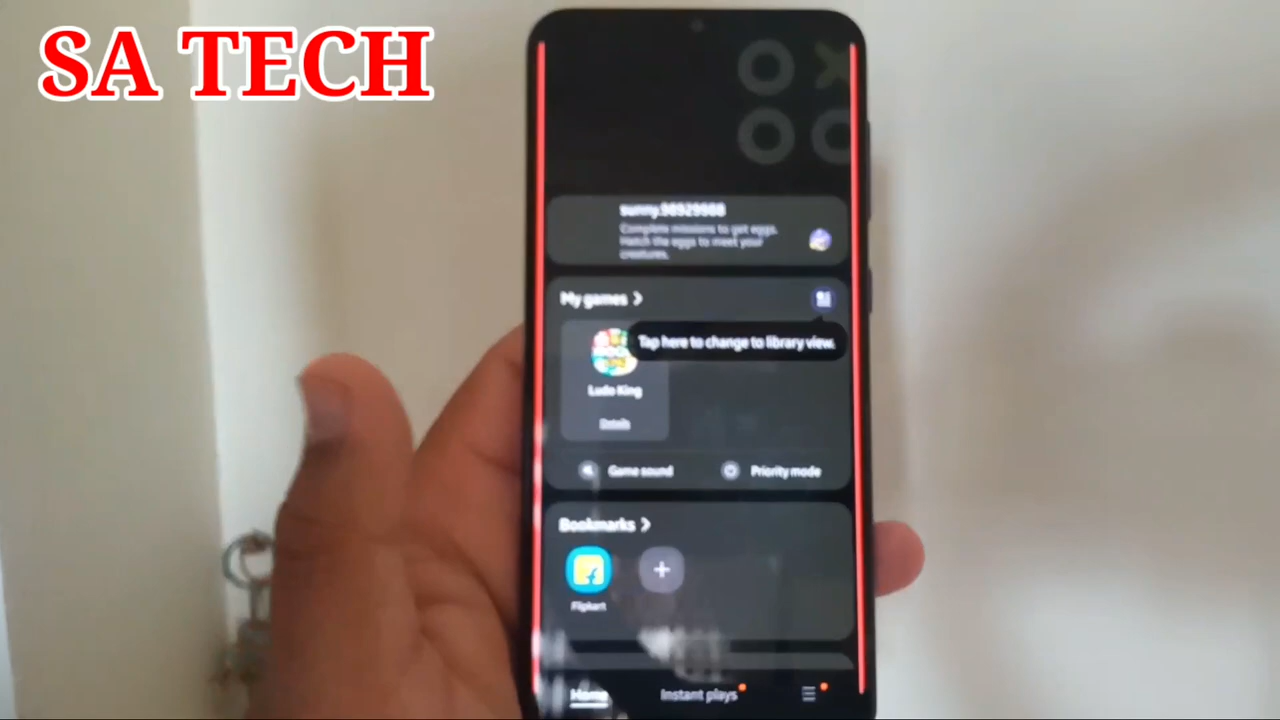 SA TECH
sunny.98929988
Complete missions to get eggs.
Hatch the eggs to meet your
creatures.
My games >
Tap here to change to library view.
Ludo King
Details
Game sound
Priority mode
Bookmarks >
+
Flipkart
Home
Instant plays